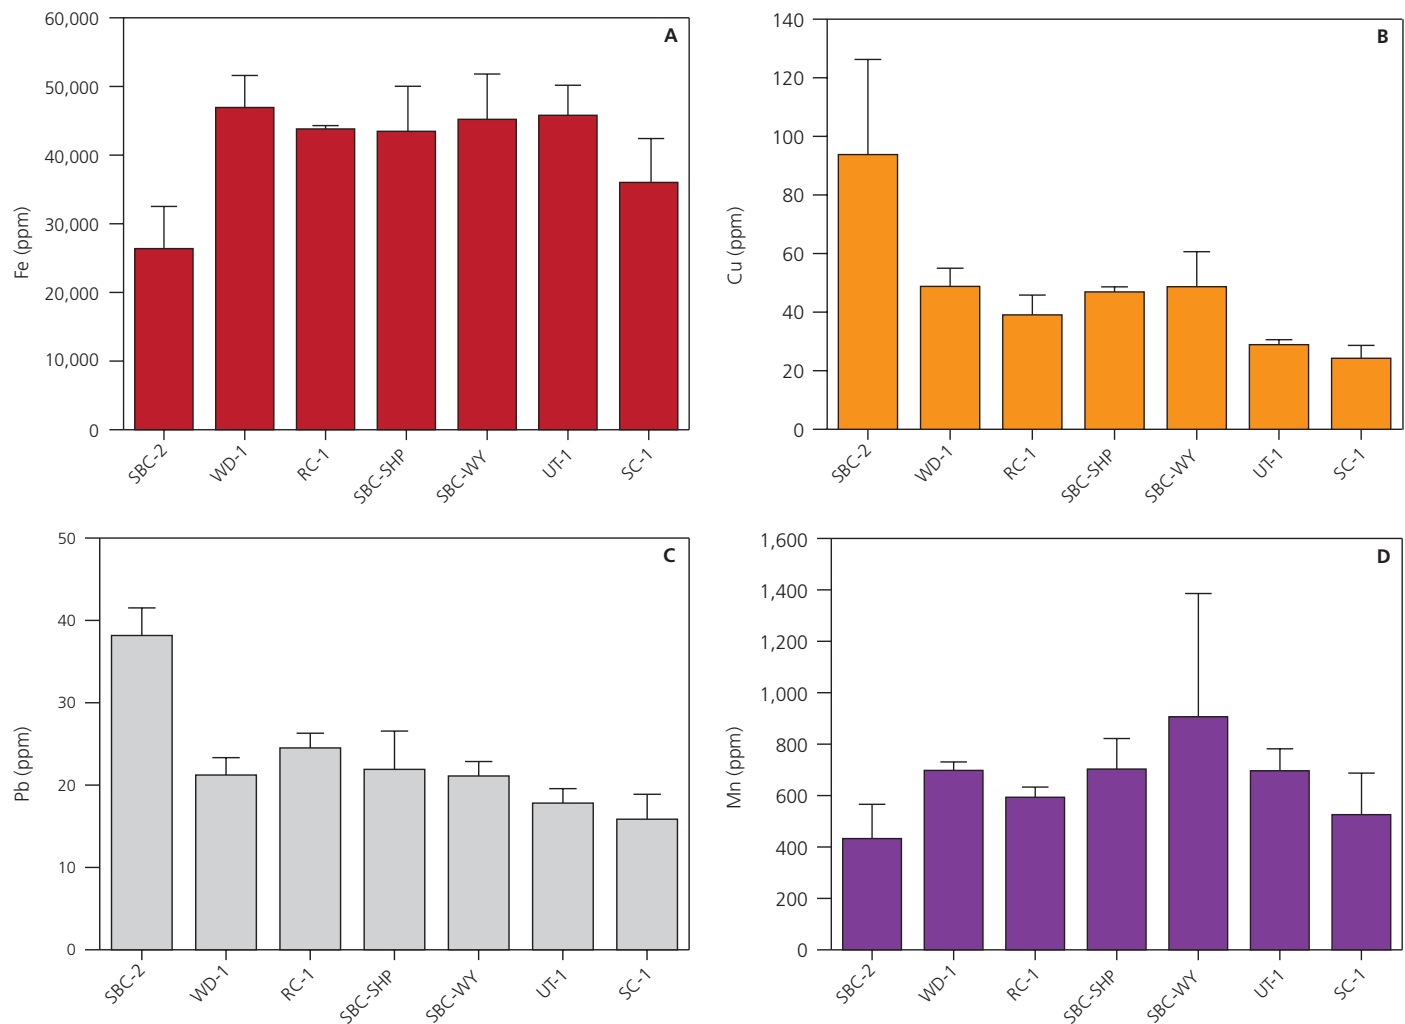 A
60,000
50,000
40,000
30,000
20,000
10,000
0
Fe (ppm)
SBC-2
WD-1
RC-1
SBC-SHP
SBC-WY
UT-1
SC-1
B
140
120
100
80
60
40
20
0
Cu (ppm)
SBC-2
WD-1
RC-1
SBC-SHP
SBC-WY
UT-1
SC-1
C
50
40
30
20
10
0
Pb (ppm)
SBC-2
WD-1
RC-1
SBC-SHP
SBC-WY
UT-1
SC-1
D
1,600
1,400
1,200
1,000
800
600
400
200
0
Mn (ppm)
SBC-2
WD-1
RC-1
SBC-SHP
SBC-WY
UT-1
SC-1